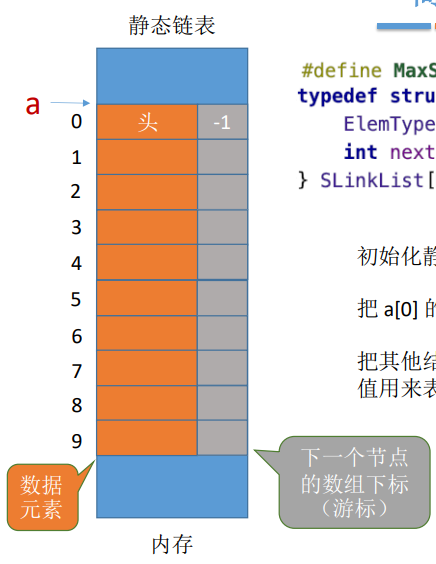 静态链表
a
0
头
-1
1
2
3
4
5
6
7
8
9
数据
元素
下一个节点
的数组下标
（游标）
内存
#define MaxS
typedef stru
ElemType
int next
} SLinkList[
初始化静
把 a[0] 的
把其他结
值用来表